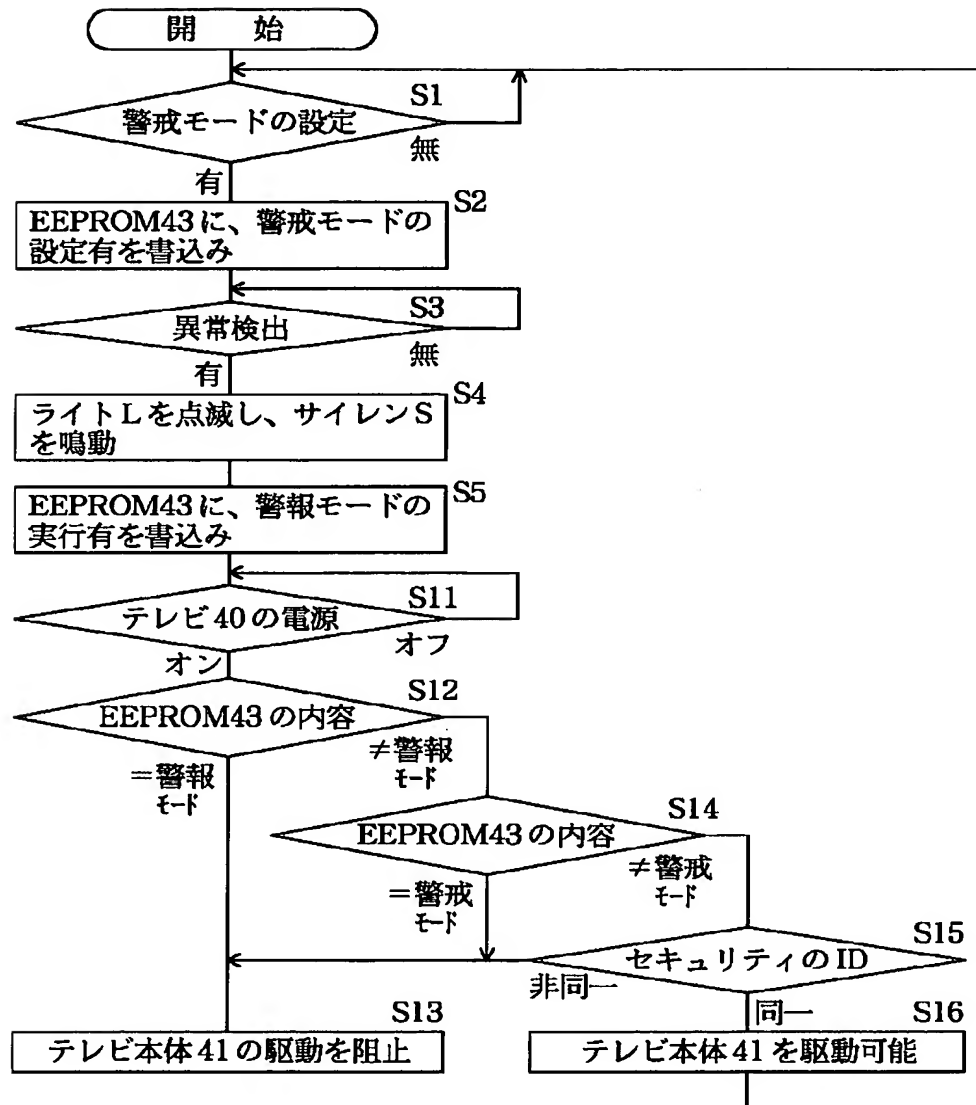 開 始
S1
警戒モードの設定
無
有
S2
EEPROM43に、警戒モードの
設定有を書込み
S3
異常検出
無
有
S4
ライトLを点滅し、サイレンS
を鳴動
S5
EEPROM43に、警報モードの
実行有を書込み
S11
テレビ40の電源
オフ
オン
S12
EEPROM43の内容
≠警報
モード
=警報
モード
S14
EEPROM43の内容
≠警戒
モード
=警戒
モード
S15
セキュリティのID
非同一
同一
S13
テレビ本体41の駆動を阻止
S16
テレビ本体41を駆動可能